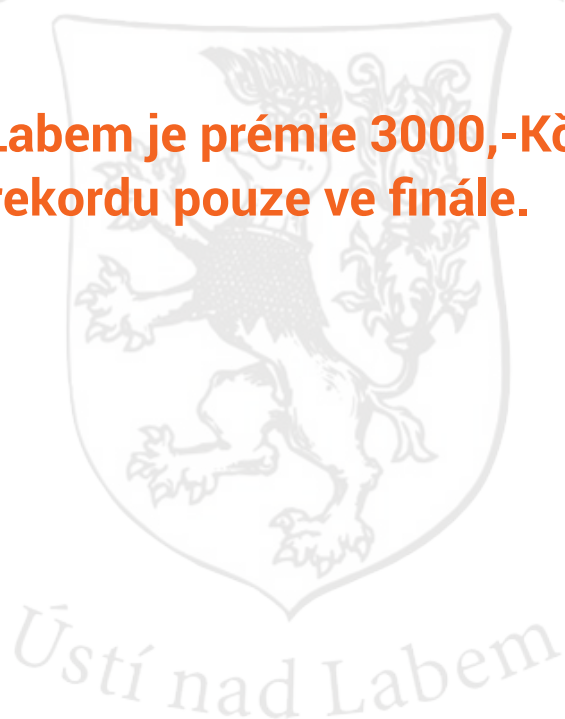 Labem je prémie 3000,-Kč
rekordu pouze ve finále.
Ústí nad Labem